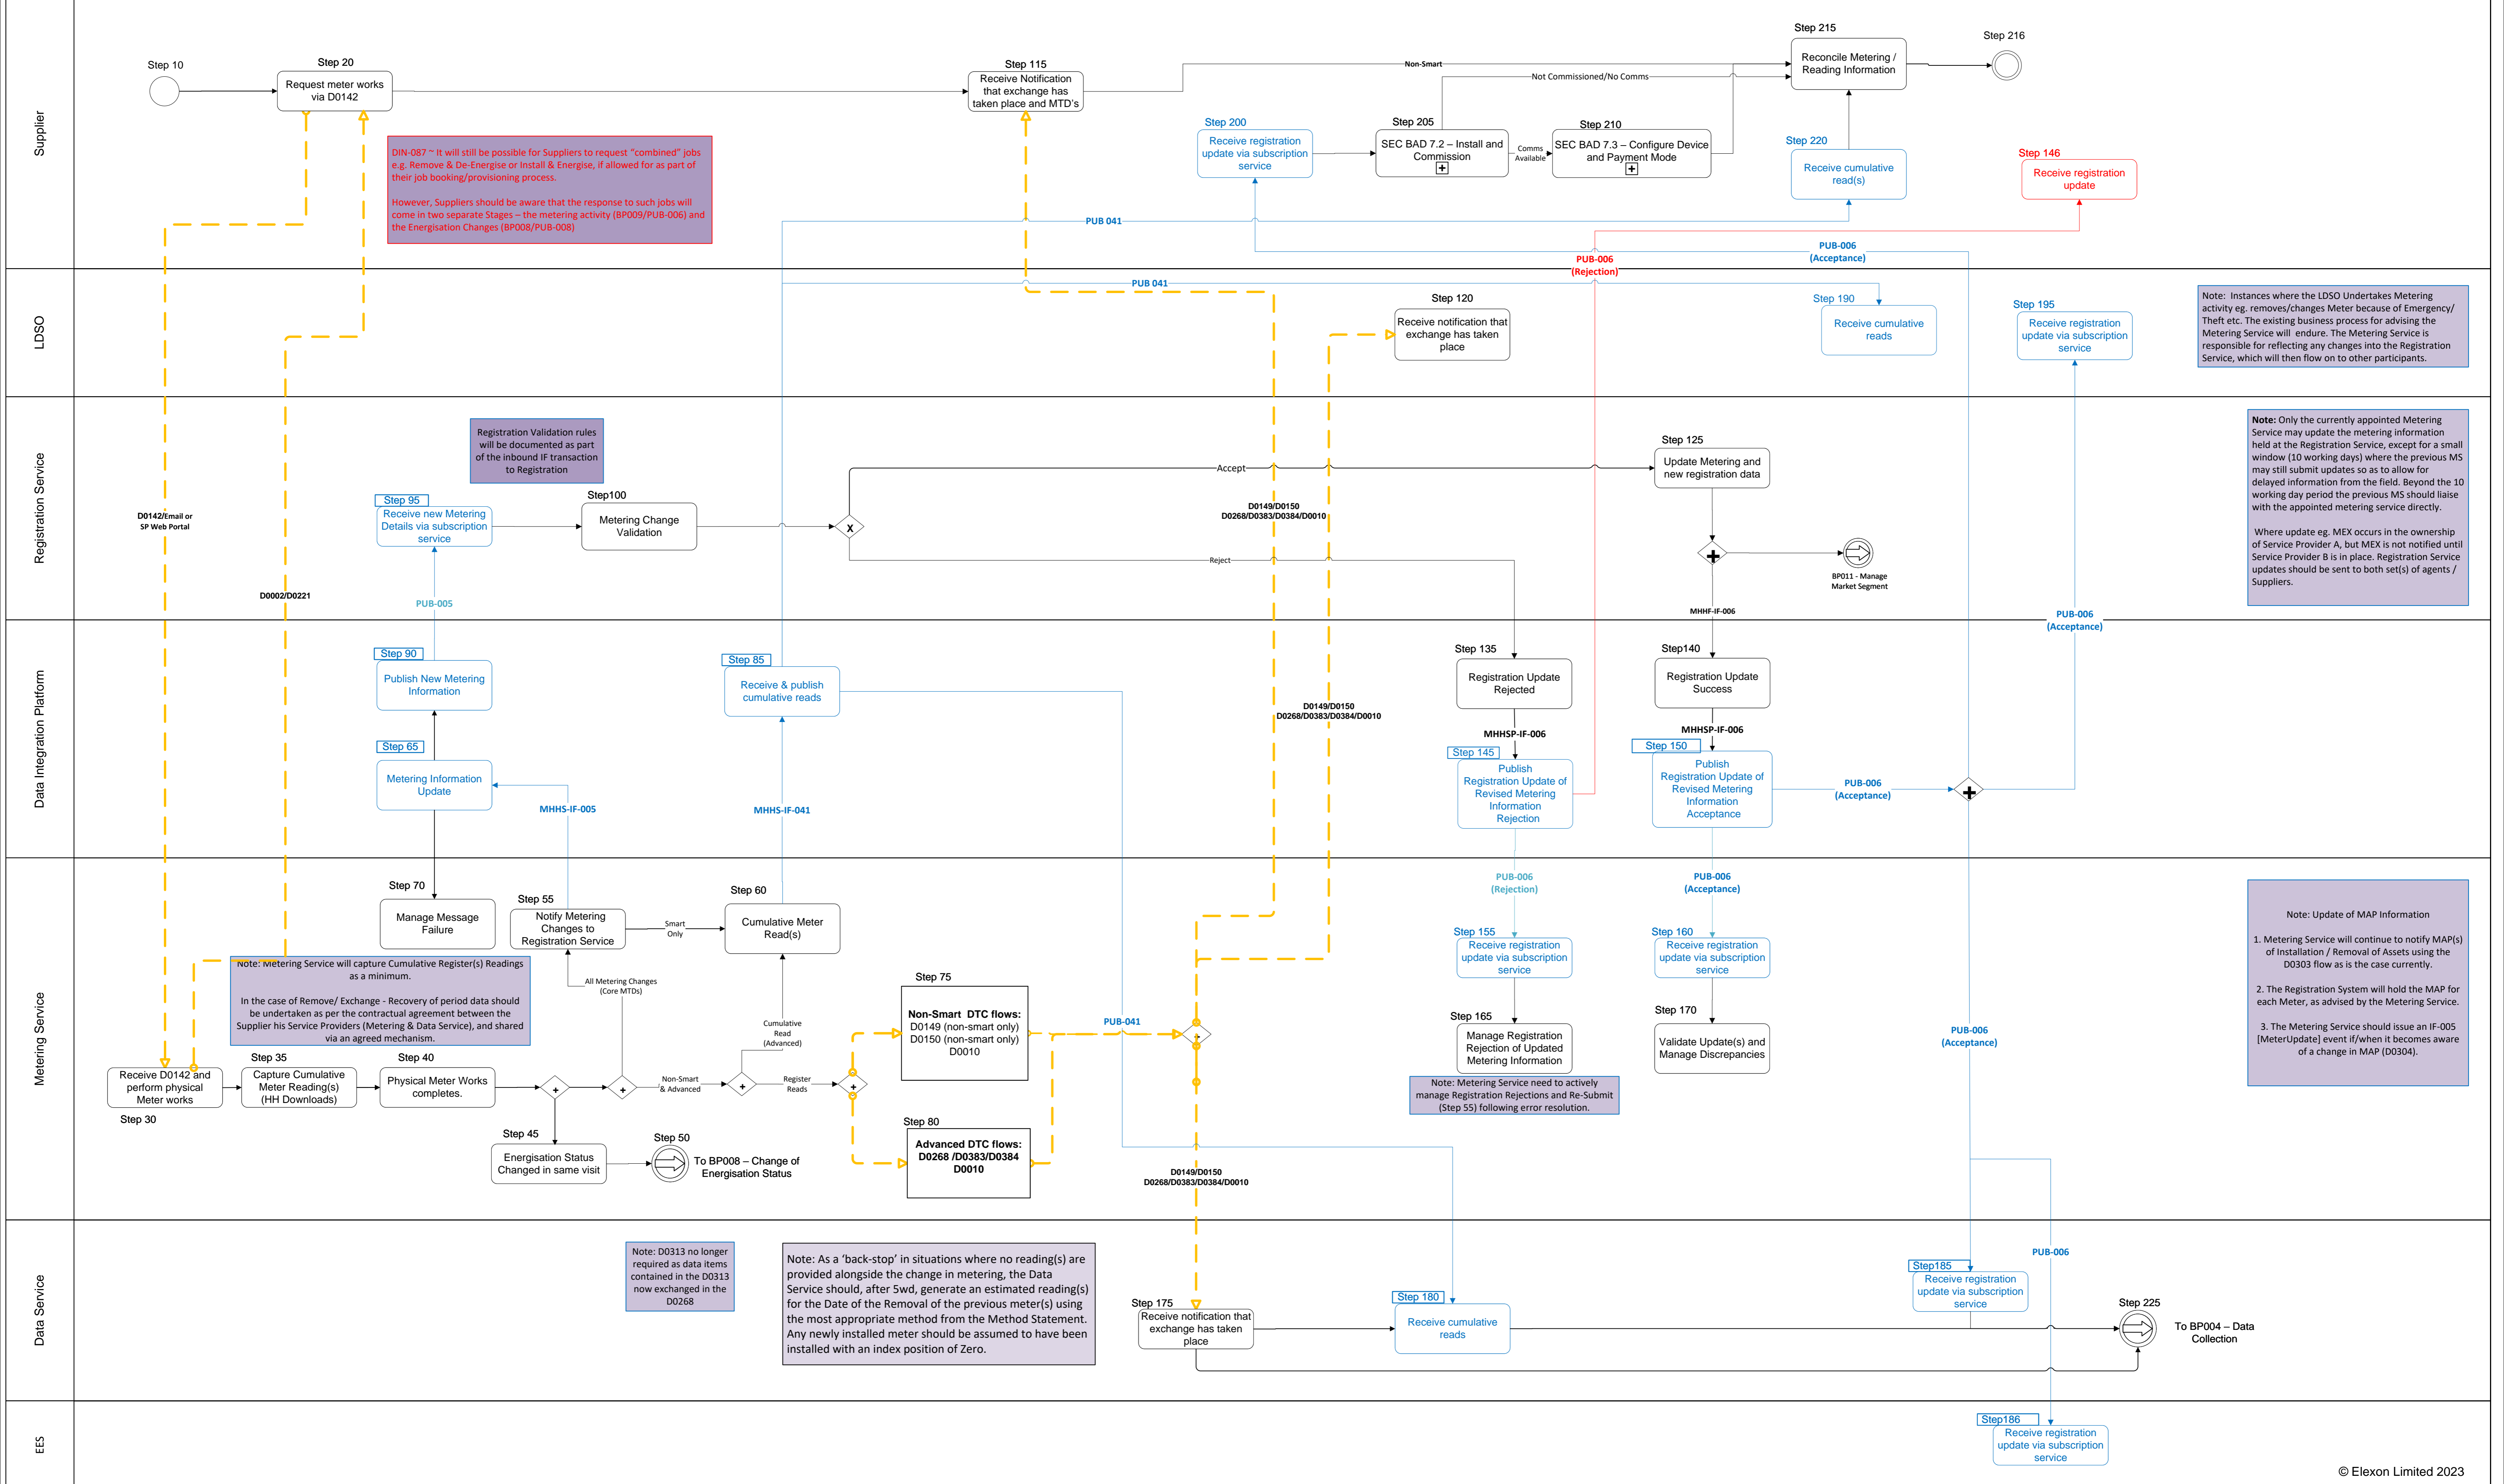 Supplier
Step 10
Step 20
Request meter works
via D0142
DIN-087 ~ It will still be possible for Suppliers to request “combined” jobs
e.g. Remove & De-Energise or Install & Energise, if allowed for as part of
their job booking/provisioning process.
However, Suppliers should be aware that the response to such jobs will
come in two separate Stages – the metering activity (BP009/PUB-006) and
the Energisation Changes (BP008/PUB-008)
Step 115
Receive Notification
that exchange has
taken place and MTD's
Non-Smart
Not Commissioned/No Comms
Step 200
Receive registration
update via subscription
service
Step 205
SEC BAD 7.2 – Install and
Commission
Comms
Available
Step 210
SEC BAD 7.3 – Configure Device
and Payment Mode
Step 215
Reconcile Metering /
Reading Information
Step 216
Step 220
Receive cumulative
read(s)
Step 146
Receive registration
update
PUB 041
PUB-006
(Acceptance)
PUB-006
(Rejection)
LDSO
PUB 041
Step 120
Receive notification that
exchange has taken
place
Step 190
Receive cumulative
reads
Step 195
Receive registration
update via subscription
service
Note: Instances where the LDSO Undertakes Metering
activity eg. removes/changes Meter because of Emergency/
Theft etc. The existing business process for advising the
Metering Service will endure. The Metering Service is
responsible for reflecting any changes into the Registration
Service, which will then flow on to other participants.
Registration Service
D0142/Email or
SP Web Portal
D0002/D0221
Registration Validation rules
will be documented as part
of the inbound IF transaction
to Registration
Step 95
Receive new Metering
Details via subscription
service
PUB-005
Step100
Metering Change
Validation
X
Accept
Reject
D0149/D0150
D0268/D0383/D0384/D0010
Step 125
Update Metering and
new registration data
BP011 - Manage
Market Segment
MHHF-IF-006
PUB-006
(Acceptance)
Note: Only the currently appointed Metering
Service may update the metering information
held at the Registration Service, except for a small
window (10 working days) where the previous MS
may still submit updates so as to allow for
delayed information from the field. Beyond the 10
working day period the previous MS should liaise
with the appointed metering service directly.
Where update eg. MEX occurs in the ownership
of Service Provider A, but MEX is not notified until
Service Provider B is in place. Registration Service
updates should be sent to both set(s) of agents /
Suppliers.
Data Integration Platform
Step 90
Publish New Metering
Information
Step 65
Metering Information
Update
MHHS-IF-005
Step 85
Receive & publish
cumulative reads
MHHS-IF-041
D0149/D0150
D0268/D0383/D0384/D0010
Step 135
Registration Update
Rejected
MHHSP-IF-006
Step 145
Publish
Registration Update of
Revised Metering
Information
Rejection
Step140
Registration Update
Success
MHHSP-IF-006
Step 150
Publish
Registration Update of
Revised Metering
Information
Acceptance
PUB-006
(Acceptance)
Metering Service
Step 70
Manage Message
Failure
Step 55
Notify Metering
Changes to
Registration Service
Smart
Only
Step 60
Cumulative Meter
Read(s)
Note: Metering Service will capture Cumulative Register(s) Readings
as a minimum.
In the case of Remove/ Exchange - Recovery of period data should
be undertaken as per the contractual agreement between the
Supplier his Service Providers (Metering & Data Service), and shared
via an agreed mechanism.
All Metering Changes
(Core MTDs)
Cumulative
Read
(Advanced)
Receive D0142 and
perform physical
Meter works
Step 30
Step 35
Capture Cumulative
Meter Reading(s)
(HH Downloads)
Step 40
Physical Meter Works
completes.
Non-Smart
& Advanced
Register
Reads
Step 45
Energisation Status
Changed in same visit
Step 50
To BP008 – Change of
Energisation Status
Step 75
Non-Smart DTC flows:
D0149 (non-smart only)
D0150 (non-smart only)
D0010
Step 80
Advanced DTC flows:
D0268 /D0383/D0384
D0010
PUB-041
D0149/D0150
D0268/D0383/D0384/D0010
PUB-006
(Rejection)
Step 155
Receive registration
update via subscription
service
Step 165
Manage Registration
Rejection of Updated
Metering Information
Note: Metering Service need to actively
manage Registration Rejections and Re-Submit
(Step 55) following error resolution.
PUB-006
(Acceptance)
Step 160
Receive registration
update via subscription
service
Step 170
Validate Update(s) and
Manage Discrepancies
PUB-006
(Acceptance)
Note: Update of MAP Information
1. Metering Service will continue to notify MAP(s)
of Installation / Removal of Assets using the
D0303 flow as is the case currently.
2. The Registration System will hold the MAP for
each Meter, as advised by the Metering Service.
3. The Metering Service should issue an IF-005
[MeterUpdate] event if/when it becomes aware
of a change in MAP (D0304).
Data Service
Note: D0313 no longer
required as data items
contained in the D0313
now exchanged in the
D0268
Note: As a ‘back-stop’ in situations where no reading(s) are
provided alongside the change in metering, the Data
Service should, after 5wd, generate an estimated reading(s)
for the Date of the Removal of the previous meter(s) using
the most appropriate method from the Method Statement.
Any newly installed meter should be assumed to have been
installed with an index position of Zero.
Step 175
Receive notification that
exchange has taken
place
Step 180
Receive cumulative
reads
Step185
Receive registration
update via subscription
service
PUB-006
Step 225
To BP004 – Data
Collection
EES
Step186
Receive registration
update via subscription
service
© Elexon Limited 2023